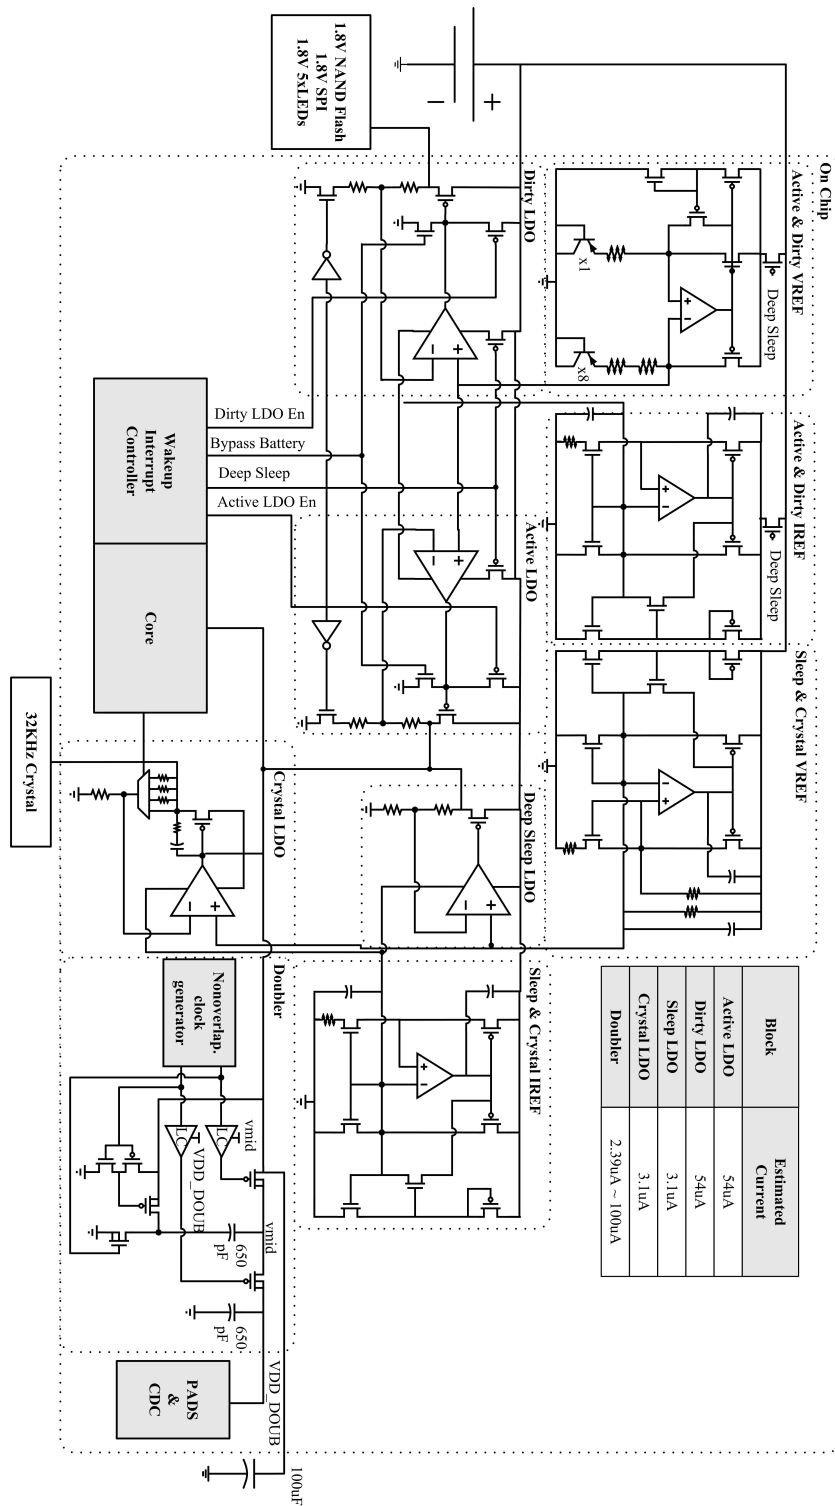 1.8V NAND Flash
1.8V SPI
1.8V 5xLEDs
−
+
On Chip
Active & Dirty VREF
Deep Sleep
x1
x8
+
−
Active & Dirty IREF
Deep Sleep
+
−
Sleep & Crystal VREF
−
+
Dirty LDO
−
+
Active LDO
−
+
Wakeup
Interrupt
Controller
Dirty LDO En
Bypass Battery
Deep Sleep
Active LDO En
Core
32KHz Crystal
Crystal LDO
−
+
Deep Sleep LDO
−
+
Sleep & Crystal IREF
+
−
Doubler
Nonoverlap.
clock
generator
LC
LC
vmid
VDD_DOUB
vmid
650
pF
650
pF
VDD_DOUB
PADS
&
CDC
100uF
Block
Estimated
Current
Active LDO
54uA
Dirty LDO
54uA
Sleep LDO
3.1uA
Crystal LDO
3.1uA
Doubler
2.39uA ~ 100uA